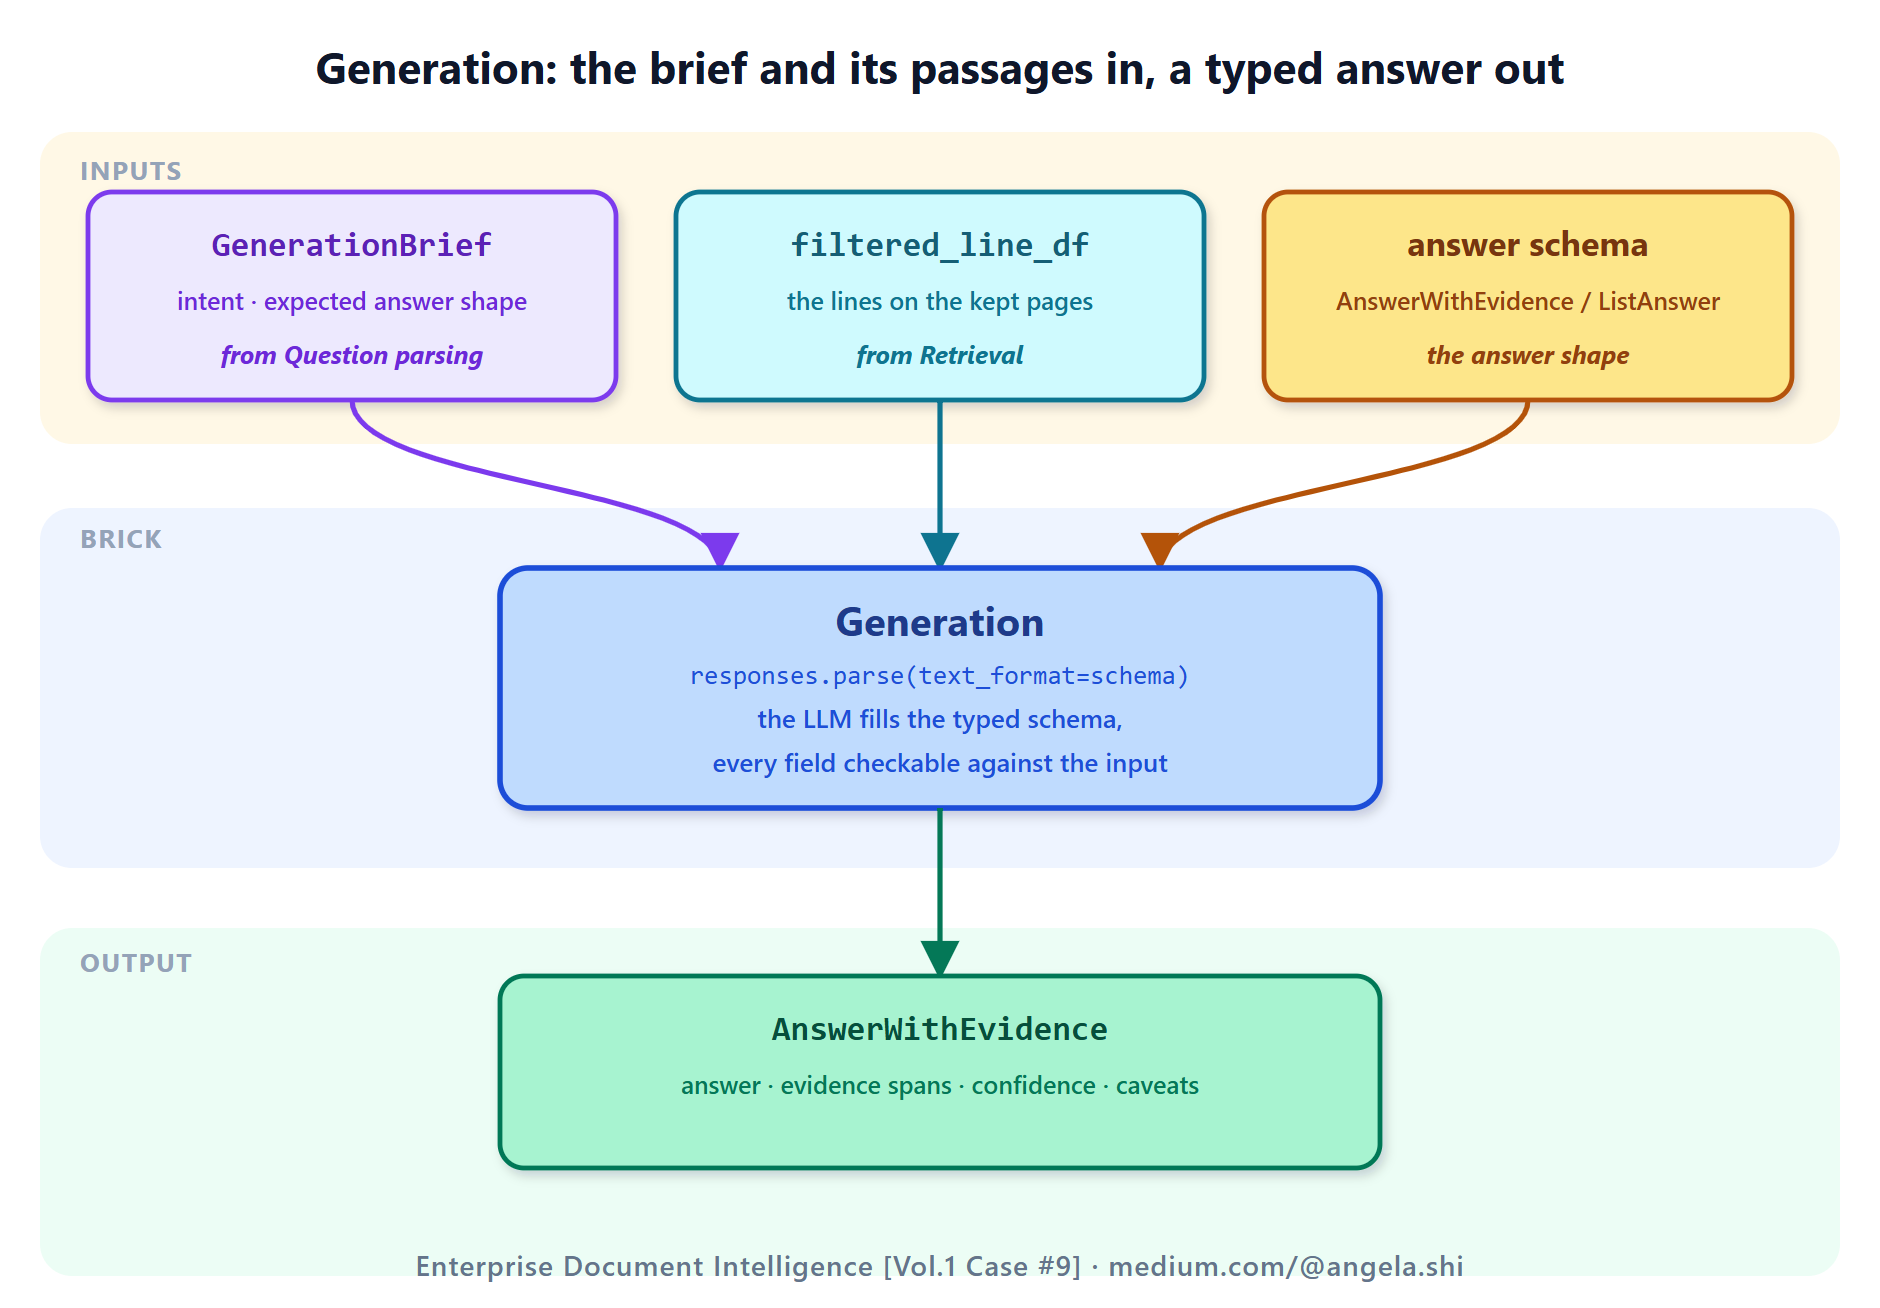 Generation: the brief and its passages in, a typed answer out
INPUTS
GenerationBrief
intent · expected answer shape
from Question parsing
filtered_line_df
the lines on the kept pages
from Retrieval
answer schema
AnswerWithEvidence / ListAnswer
the answer shape
BRICK
Generation
responses.parse(text_format=schema)
the LLM fills the typed schema,
every field checkable against the input
OUTPUT
AnswerWithEvidence
answer · evidence spans · confidence · caveats
Enterprise Document Intelligence [Vol.1 Case #9] · medium.com/@angela.shi